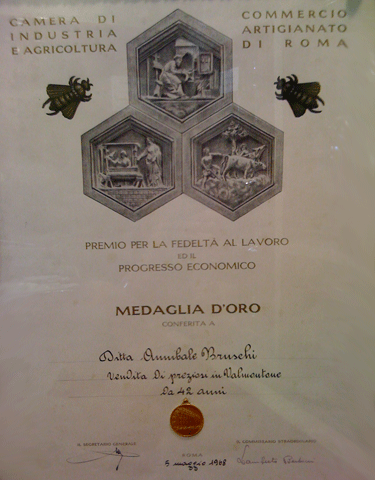 CAMERA DI COMMERCIO
INDUSTRIA ARTIGIANATO
E AGRICOLTURA DI ROMA
PREMIO PER LA FEDELTÀ AL LAVORO
ED IL
PROGRESSO ECONOMICO
MEDAGLIA D'ORO
CONFERITA A
Ditta Annibale Bruschi
Vendita di preziosi in Valmontone
da 42 anni
IL SEGRETARIO GENERALE IL COMMISSARIO STRAORDINARIO
ROMA
5 maggio 1968